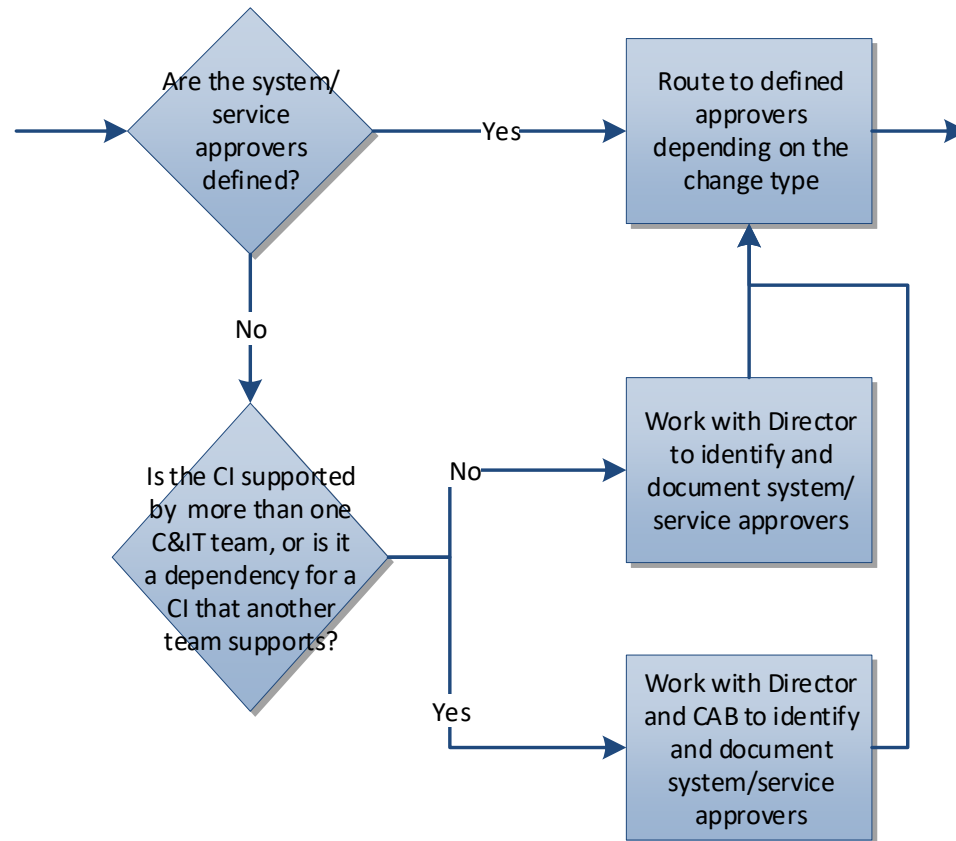 Are the system/
service
approvers
defined?
Yes
Route to defined
approvers
depending on the
change type
No
Is the CI supported
by more than one
C&IT team, or is it
a dependency for a
CI that another
team supports?
No
Work with Director
to identify and
document system/
service approvers
Yes
Work with Director
and CAB to identify
and document
system/service
approvers